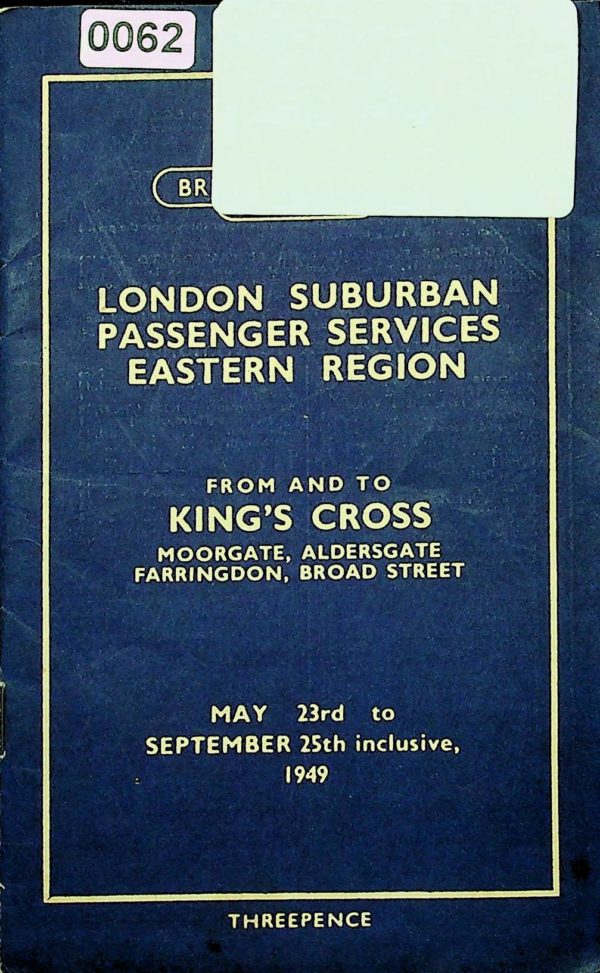 0062
BR
LONDON SUBURBAN
PASSENGER SERVICES
EASTERN REGION
FROM AND TO
KING'S CROSS
MOORGATE, ALDERSGATE
FARRINGDON, BROAD STREET
MAY 23rd to
SEPTEMBER 25th inclusive,
1949
THREEPENCE